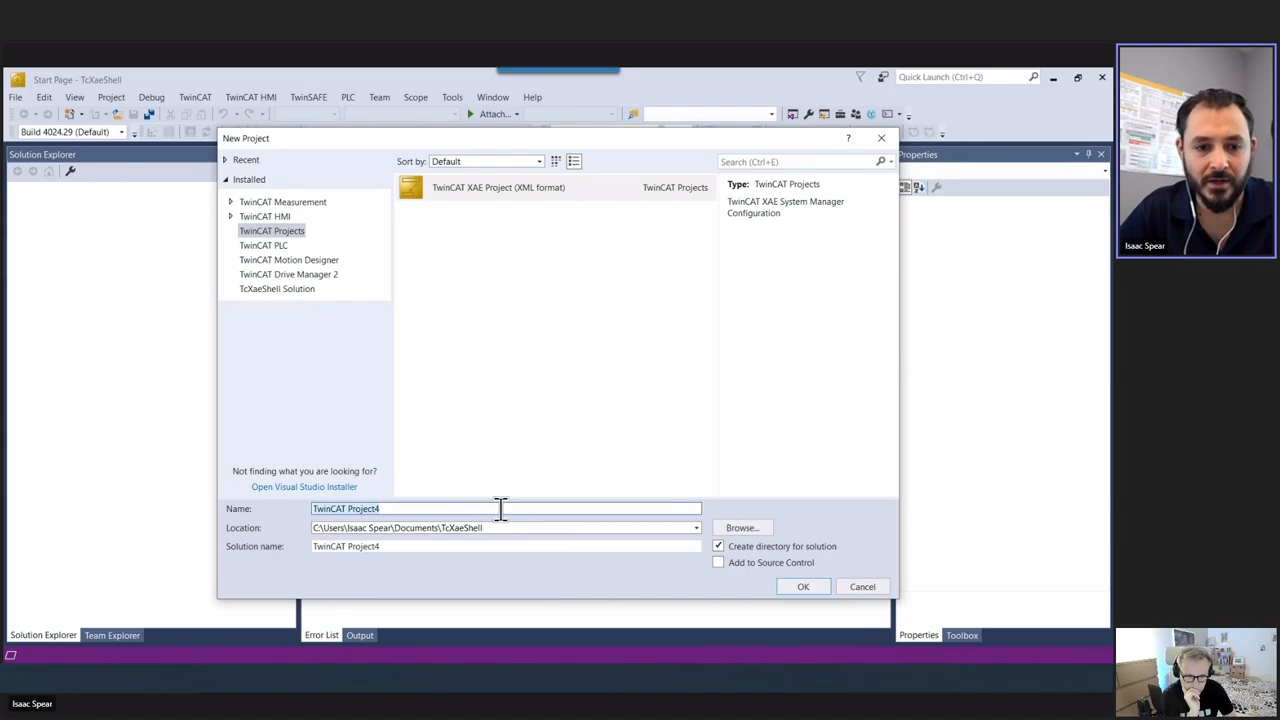 Start Page - TcXaeShell
Quick Launch (Ctrl+Q)
File Edit View Project Debug TwinCAT TwinCAT HMI TwinSAFE PLC Team Scope Tools Window Help
Attach...
Build 4024.29 (Default)
Solution Explorer
Properties
New Project
?
Recent
Installed
TwinCAT Measurement
TwinCAT HMI
TwinCAT Projects
TwinCAT PLC
TwinCAT Motion Designer
TwinCAT Drive Manager 2
TcXaeShell Solution
Not finding what you are looking for?
Open Visual Studio Installer
Sort by: Default
Search (Ctrl+E)
TwinCAT XAE Project (XML format) TwinCAT Projects
Type: TwinCAT Projects
TwinCAT XAE System Manager
Configuration
Name: TwinCAT Project4
Location: C:\Users\Isaac Spear\Documents\TcXaeShell
Browse...
Solution name: TwinCAT Project4
Create directory for solution
Add to Source Control
OK Cancel
Solution Explorer Team Explorer
Error List Output
Properties Toolbox
Isaac Spear
Isaac Spear